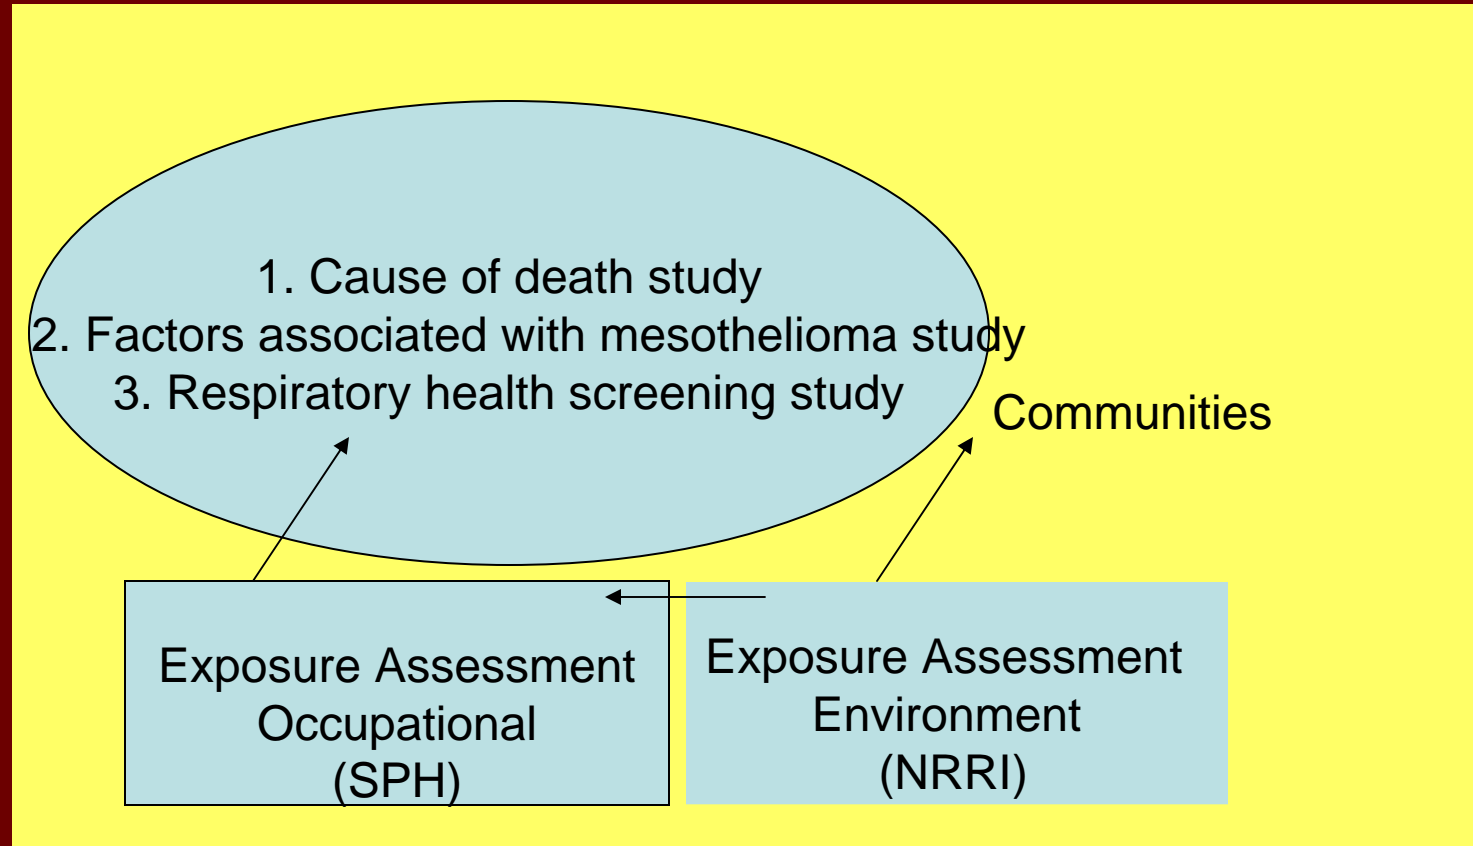 1. Cause of death study
2. Factors associated with mesothelioma study
3. Respiratory health screening study
Communities
Exposure Assessment
Occupational
(SPH)
Exposure Assessment
Environment
(NRRI)